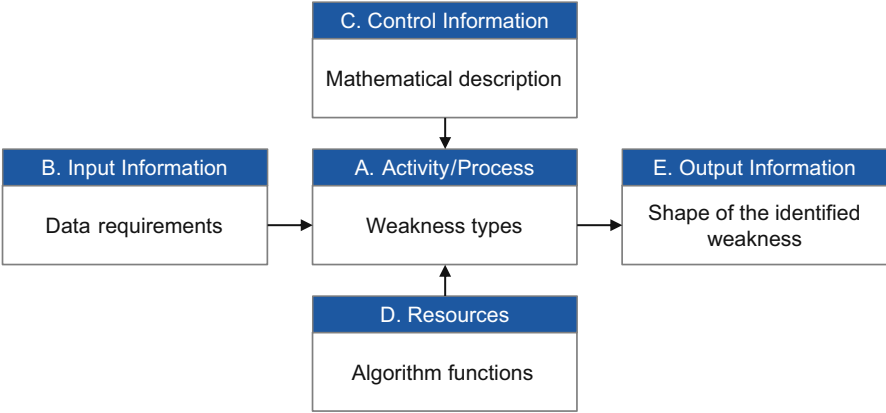 C. Control Information
Mathematical description
B. Input Information
Data requirements
A. Activity/Process
Weakness types
E. Output Information
Shape of the identified
weakness
D. Resources
Algorithm functions